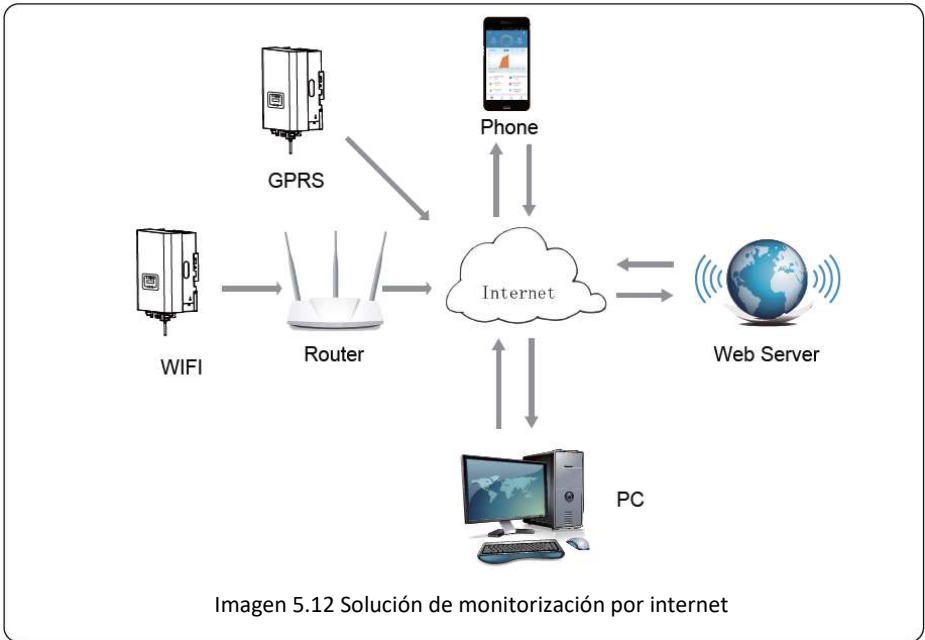 Phone
GPRS
Internet
WIFI
Router
Web Server
PC
Imagen 5.12 Solución de monitorización por internet